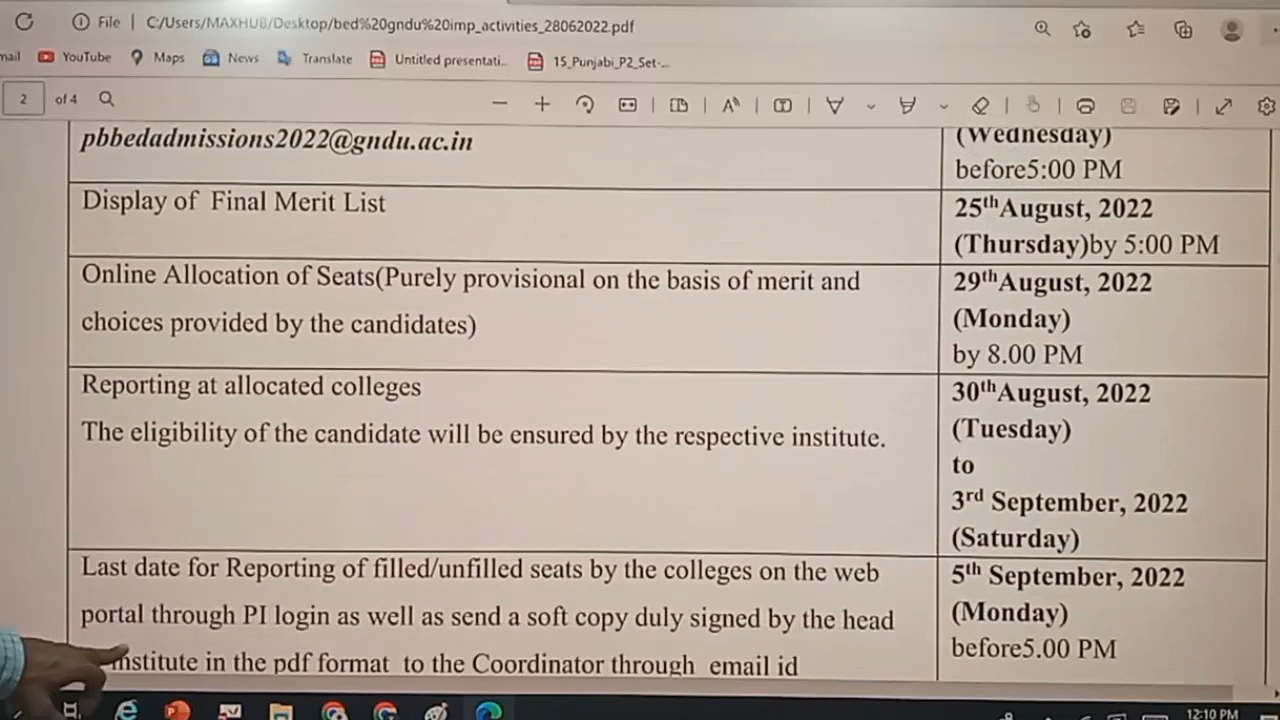 File | C:/Users/MAXHUB/Desktop/bed%20gndu%20imp_activities_28062022.pdf
mail YouTube Maps News Translate Untitled presentati... 15_Punjabi_P2_Set-...
2 of 4
pbbedadmissions2022@gndu.ac.in
(Wednesday)
before5:00 PM
Display of Final Merit List
25thAugust, 2022
(Thursday)by 5:00 PM
Online Allocation of Seats(Purely provisional on the basis of merit and
choices provided by the candidates)
29thAugust, 2022
(Monday)
by 8.00 PM
Reporting at allocated colleges
The eligibility of the candidate will be ensured by the respective institute.
30thAugust, 2022
(Tuesday)
to
3rd September, 2022
(Saturday)
Last date for Reporting of filled/unfilled seats by the colleges on the web
portal through PI login as well as send a soft copy duly signed by the head
institute in the pdf format to the Coordinator through email id
5th September, 2022
(Monday)
before5.00 PM
12:10 PM